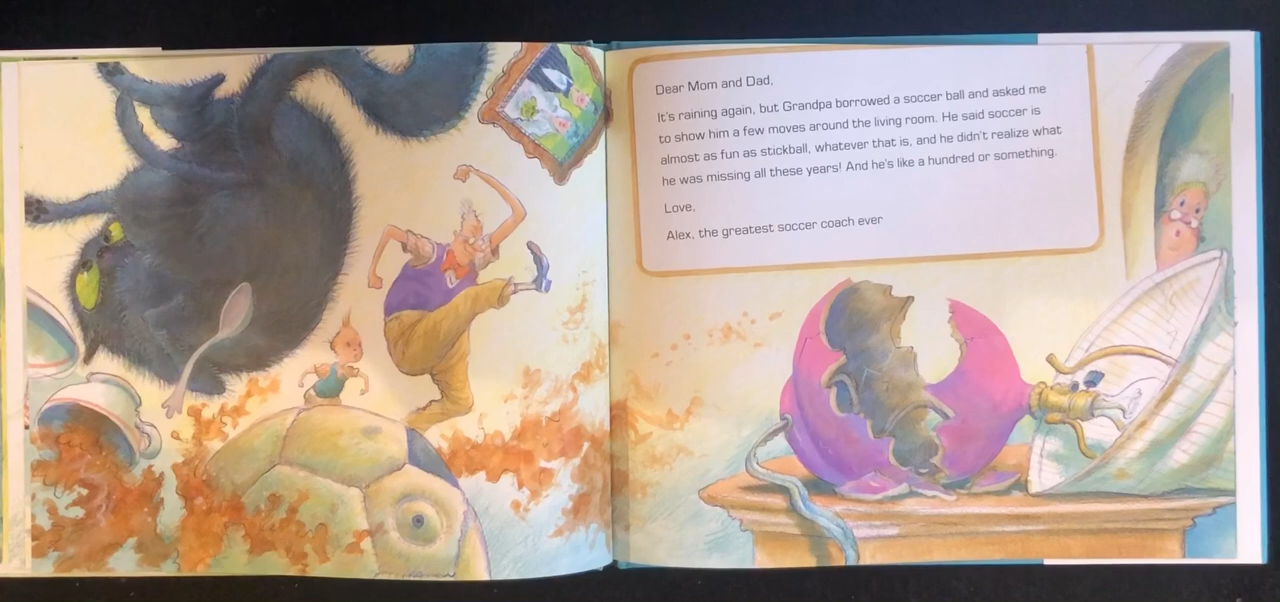 Dear Mom and Dad,
It's raining again, but Grandpa borrowed a soccer ball and asked me
to show him a few moves around the living room. He said soccer is
almost as fun as stickball, whatever that is, and he didn't realize what
he was missing all these years! And he's like a hundred or something.
Love,
Alex, the greatest soccer coach ever